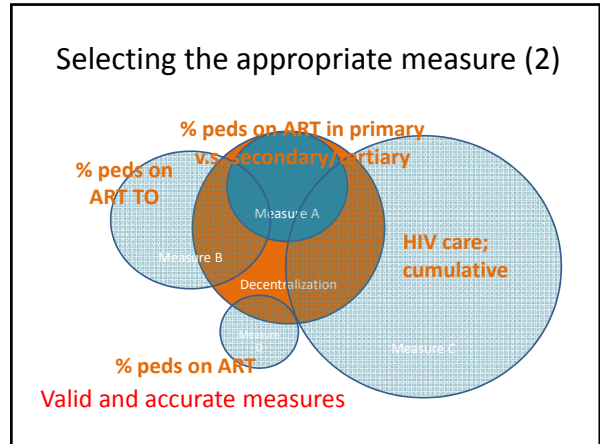 Selecting the appropriate measure (2)
% peds on ART in primary
v.s. secondary/tertiary
% peds on
ART TO
Measure A
Measure B
HIV care;
cumulative
Decentralization
Measure C
% peds on ART
Valid and accurate measures